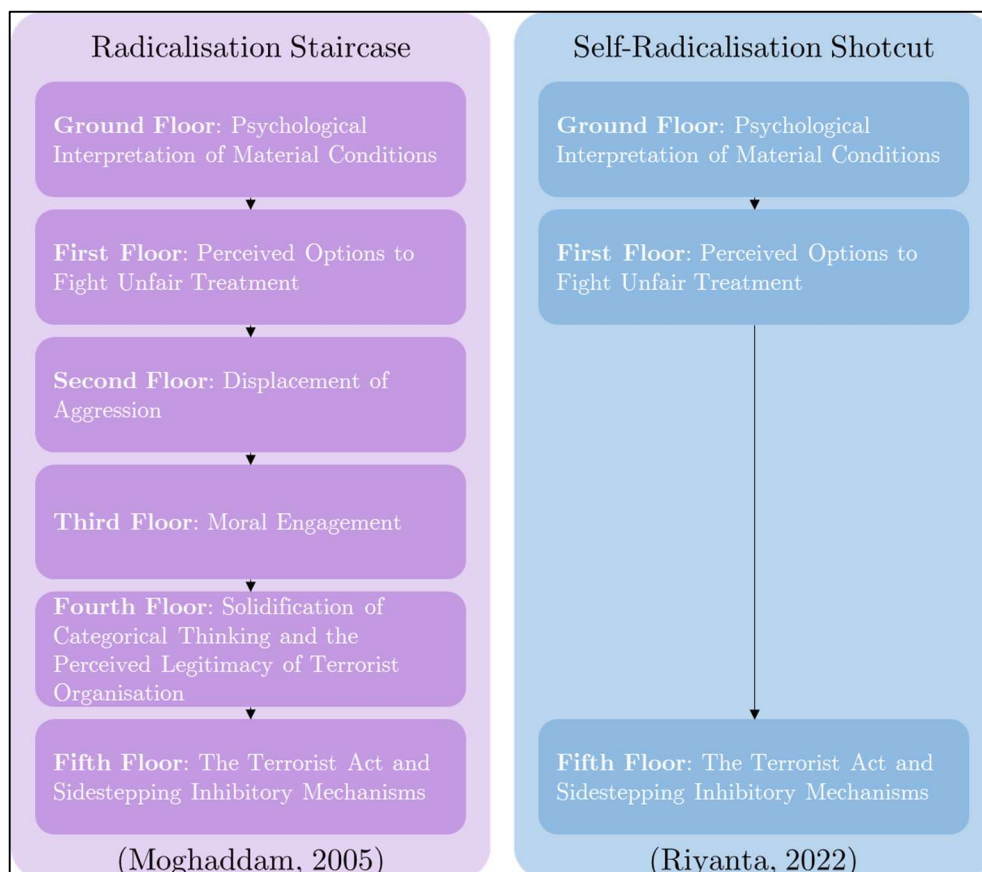 Radicalisation Staircase
Ground Floor: Psychological
Interpretation of Material Conditions
First Floor: Perceived Options to
Fight Unfair Treatment
Second Floor: Displacement of
Aggression
Third Floor: Moral Engagement
Fourth Floor: Solidification of
Categorical Thinking and the
Perceived Legitimacy of Terrorist
Organisation
Fifth Floor: The Terrorist Act and
Sidestepping Inhibitory Mechanisms
(Moghaddam, 2005)
Self-Radicalisation Shotcut
Ground Floor: Psychological
Interpretation of Material Conditions
First Floor: Perceived Options to
Fight Unfair Treatment
Fifth Floor: The Terrorist Act and
Sidestepping Inhibitory Mechanisms
(Riyanta, 2022)